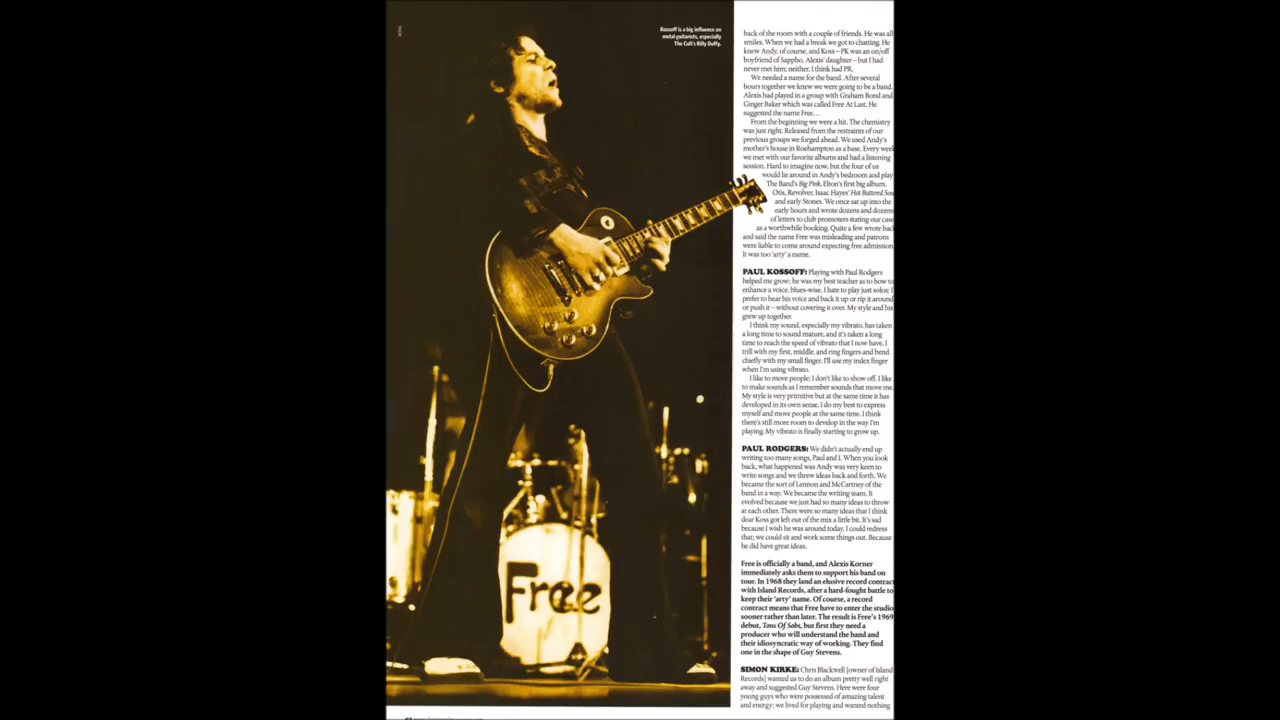 Kossoff is a big influence on
metal guitarists, especially
The Cult's Billy Duffy.
back of the room with a couple of friends. He was all
smiles. When we had a break we got to chatting. He
knew Andy, of course, and Koss – PK was an on/off
boyfriend of Sappho, Alexis' daughter – but I had
never met him; neither, I think had PR.
We needed a name for the band. After several
hours together we knew we were going to be a band.
Alexis had played in a group with Graham Bond and
Ginger Baker which was called Free At Last. He
suggested the name Free…
From the beginning we were a hit. The chemistry
was just right. Released from the restraints of our
previous groups we forged ahead. We used Andy's
mother's house in Roehampton as a base. Every week
we met with our favorite albums and had a listening
session. Hard to imagine now, but the four of us
would lie around in Andy's bedroom and play
The Band's Big Pink, Elton's first big album,
Otis, Revolver, Isaac Hayes' Hot Buttered Sou
and early Stones. We once sat up into the
early hours and wrote dozens and dozens
of letters to club promoters stating our case
as a worthwhile booking. Quite a few wrote back
and said the name Free was misleading and patrons
were liable to come around expecting free admission.
It was too 'arty' a name.
PAUL KOSSOFF: Playing with Paul Rodgers
helped me grow; he was my best teacher as to how to
enhance a voice, blues-wise. I hate to play just solos; I
prefer to hear his voice and back it up or rip it around
or push it – without covering it over. My style and his
grew up together.
I think my sound, especially my vibrato, has taken
a long time to sound mature, and it's taken a long
time to reach the speed of vibrato that I now have. I
trill with my first, middle, and ring fingers and bend
chiefly with my small finger. I'll use my index finger
when I'm using vibrato.
I like to move people; I don't like to show off. I like
to make sounds as I remember sounds that move me.
My style is very primitive but at the same time it has
developed in its own sense. I do my best to express
myself and move people at the same time. I think
there's still more room to develop in the way I'm
playing. My vibrato is finally starting to grow up.
PAUL RODGERS: We didn't actually end up
writing too many songs, Paul and I. When you look
back, what happened was Andy was very keen to
write songs and we threw ideas back and forth. We
became the sort of Lennon and McCartney of the
band in a way. We became the writing team. It
evolved because we just had so many ideas to throw
at each other. There were so many ideas that I think
dear Koss got left out of the mix a little bit. It's sad
because I wish he was around today, I could redress
that; we could sit and work some things out. Because
he did have great ideas.
Free is officially a band, and Alexis Korner
immediately asks them to support his band on
tour. In 1968 they land an elusive record contract
with Island Records, after a hard-fought battle to
keep their 'arty' name. Of course, a record
contract means that Free have to enter the studio
sooner rather than later. The result is Free's 1969
debut, Tons Of Sobs, but first they need a
producer who will understand the band and
their idiosyncratic way of working. They find
one in the shape of Guy Stevens.
SIMON KIRKE: Chris Blackwell [owner of Island
Records] wanted us to do an album pretty well right
away and suggested Guy Stevens. Here were four
young guys who were possessed of amazing talent
and energy; we lived for playing and wanted nothing
Free